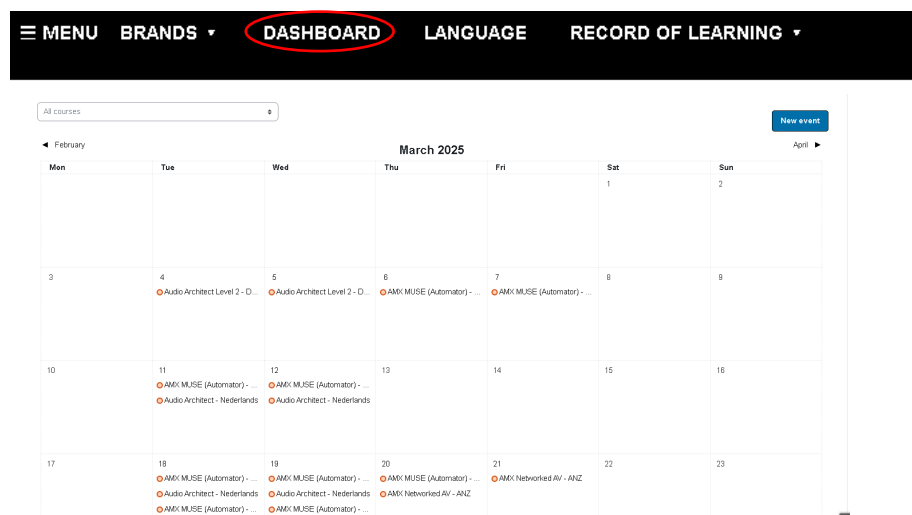 ☰ MENU BRANDS ▾ DASHBOARD LANGUAGE RECORD OF LEARNING ▾
All courses
New event
◄ February March 2025 April ►
Mon Tue Wed Thu Fri Sat Sun
1 2
3 4 5 6 7 8 9
Audio Architect Level 2 - D... Audio Architect Level 2 - D... AMX MUSE (Automator) - ... AMX MUSE (Automator) - ...
10 11 12 13 14 15 16
AMX MUSE (Automator) - ... AMX MUSE (Automator) - ...
Audio Architect - Nederlands Audio Architect - Nederlands
17 18 19 20 21 22 23
AMX MUSE (Automator) - ... AMX MUSE (Automator) - ... AMX MUSE (Automator) - ... AMX Networked AV - ANZ
Audio Architect - Nederlands Audio Architect - Nederlands AMX Networked AV - ANZ
AMX MUSE (Automator) - ... AMX MUSE (Automator) - ...